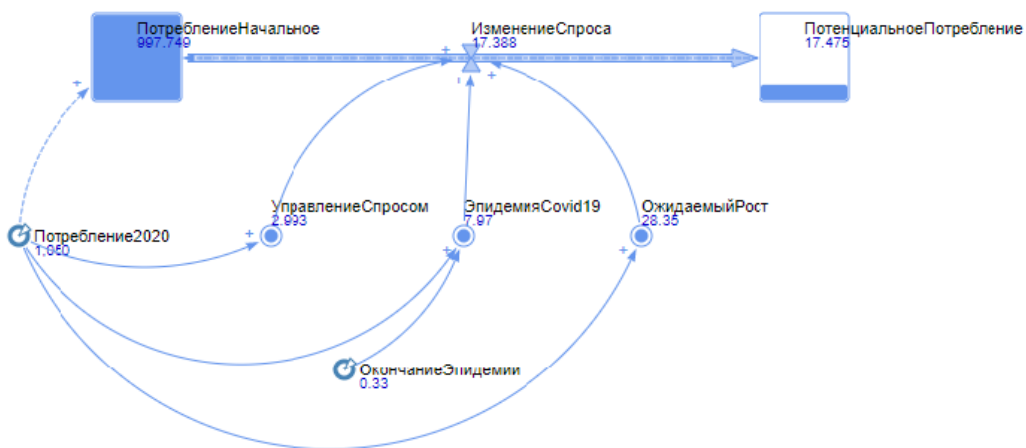 ПотреблениеНачальное
997.749
ИзменениеСпроса
17.388
ПотенциальноеПотребление
17.475
+
+
-
+
УправлениеСпросом
2.993
ЭпидемияCovid19
7.97
ОжидаемыйРост
28.35
Потребление2020
1,050
+
+
+
ОкончаниеЭпидемии
0.33